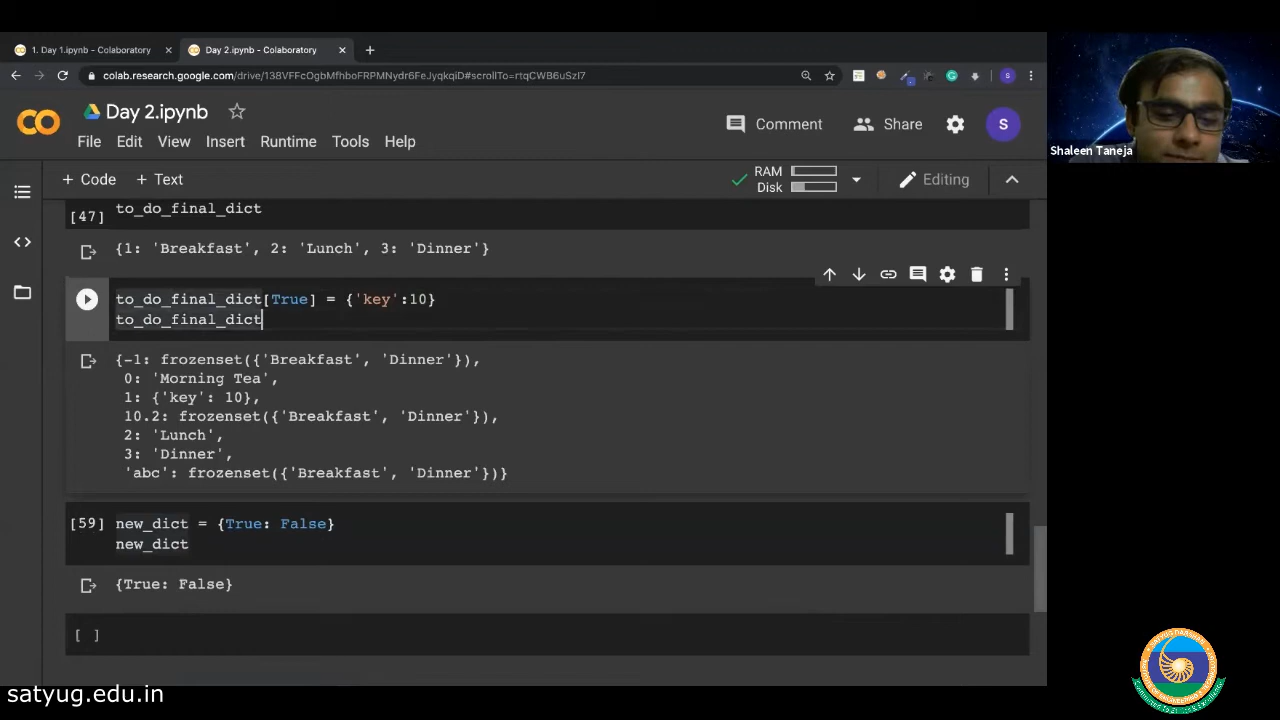 1. Day 1.ipynb - Colaboratory
Day 2.ipynb - Colaboratory
colab.research.google.com/drive/138VFFcOgbMfhboFRPMNydr6FeJyqkqiD#scrollTo=rtqCWB6uSzI7
S
CO
Day 2.ipynb
Comment
Share
S
File Edit View Insert Runtime Tools Help
Shaleen Taneja
+ Code + Text
RAM
Disk
Editing
[47] to_do_final_dict
{1: 'Breakfast', 2: 'Lunch', 3: 'Dinner'}
to_do_final_dict[True] = {'key':10}
to_do_final_dict
{-1: frozenset({'Breakfast', 'Dinner'}),
0: 'Morning Tea',
1: {'key': 10},
10.2: frozenset({'Breakfast', 'Dinner'}),
2: 'Lunch',
3: 'Dinner',
'abc': frozenset({'Breakfast', 'Dinner'})}
[59] new_dict = {True: False}
new_dict
{True: False}
[ ]
satyug.edu.in